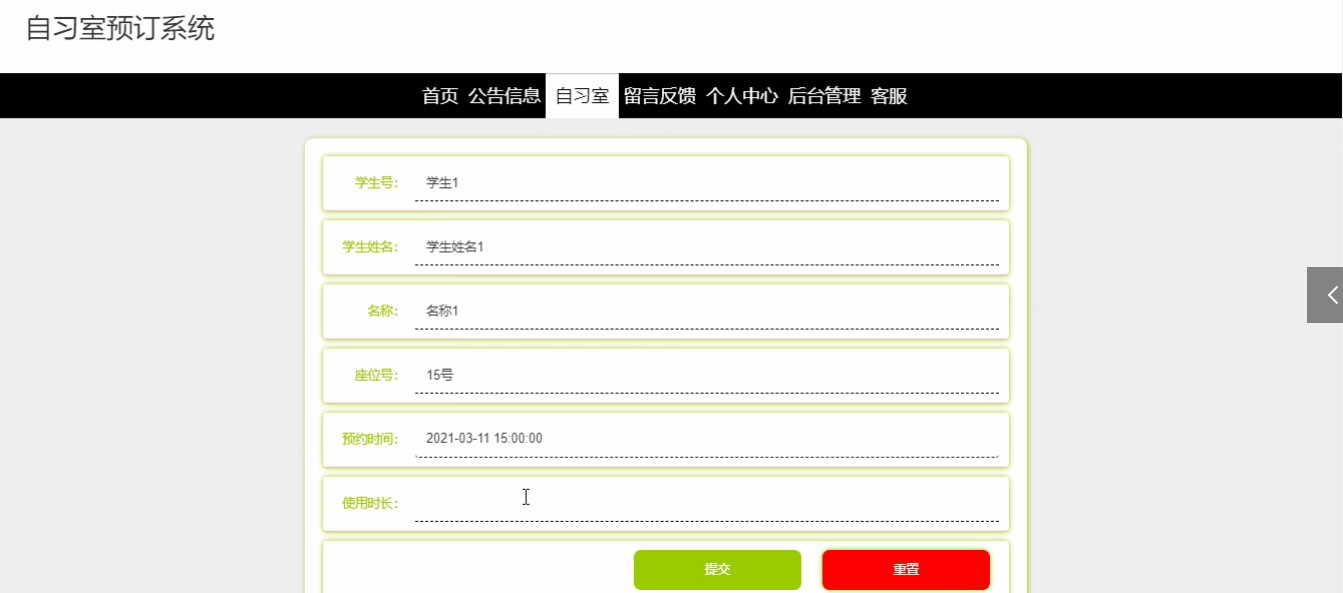 自习室预订系统
首页 公告信息 自习室 留言反馈 个人中心 后台管理 客服
学生号： 学生1
学生姓名： 学生姓名1
名称： 名称1
座位号： 15号
预约时间： 2021-03-11 15:00:00
使用时长：
提交 重置